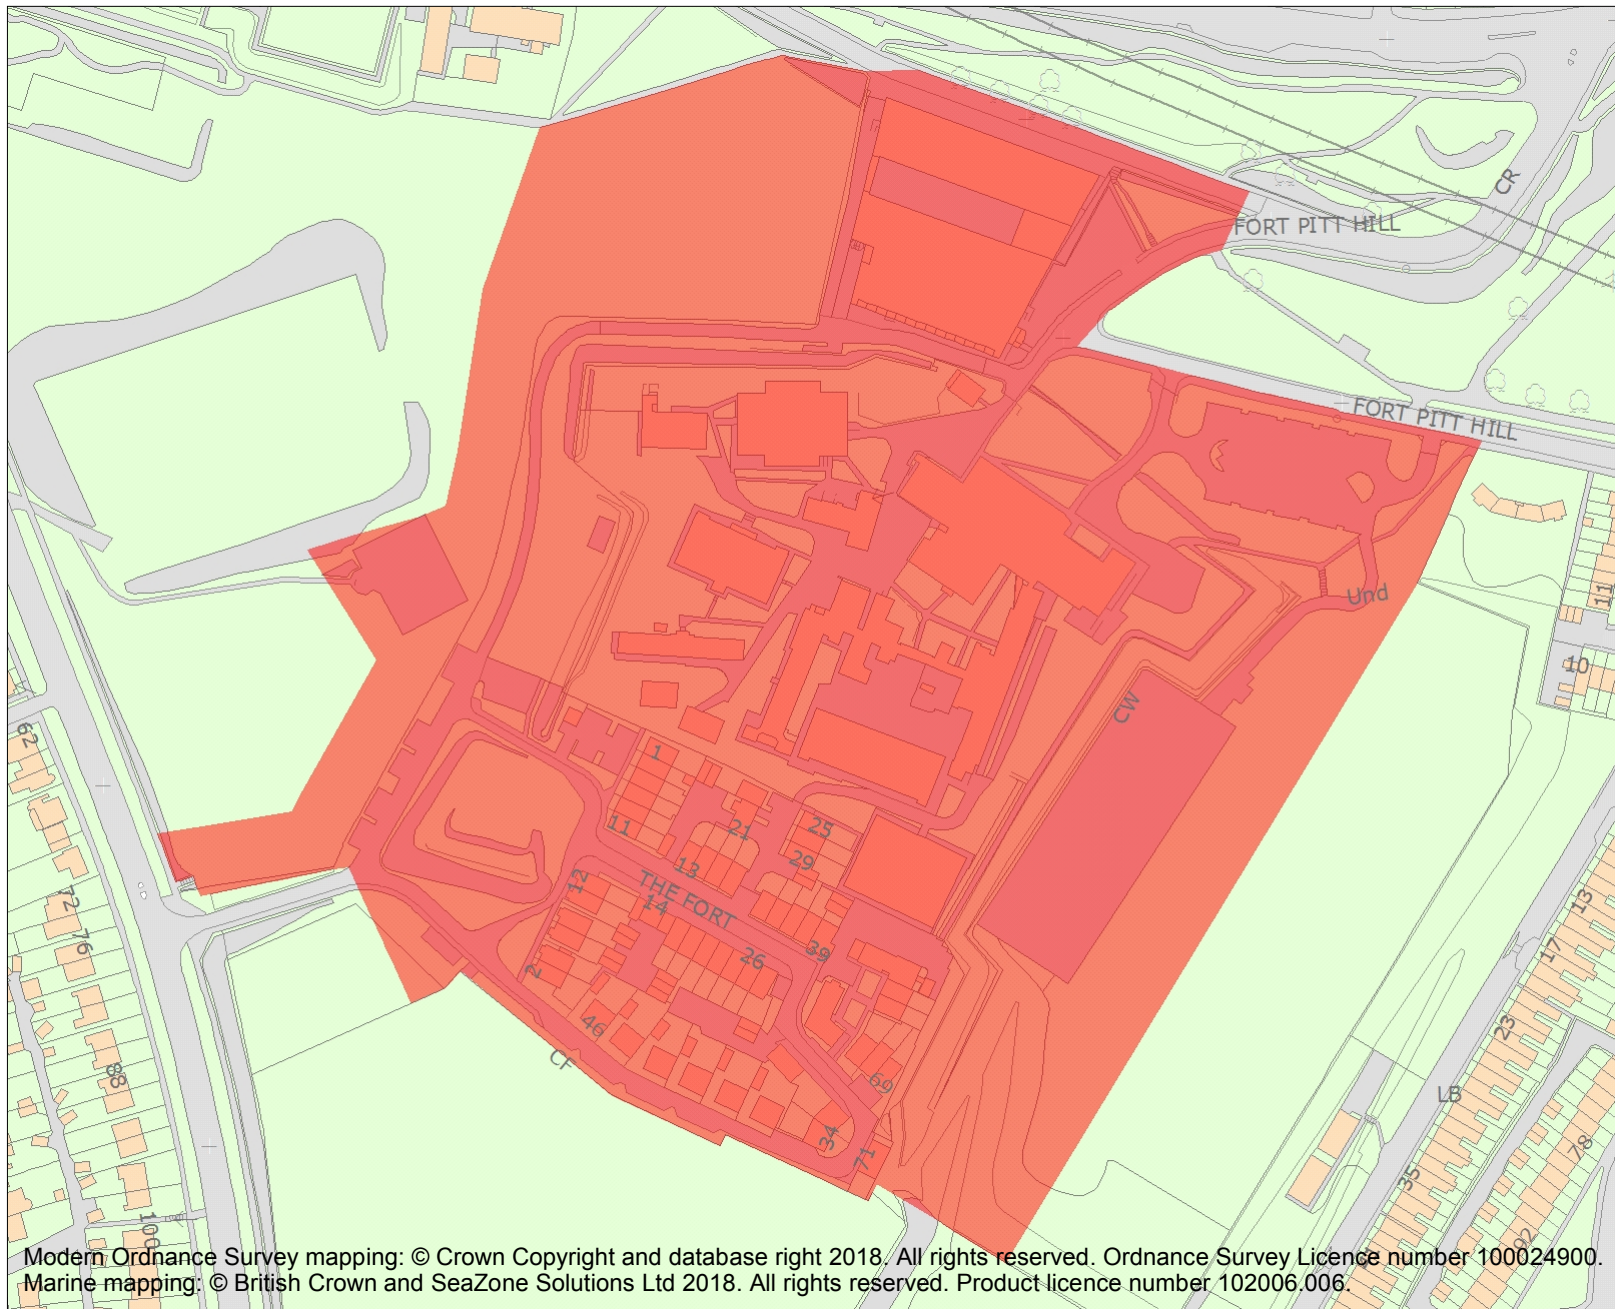 CR
FORT PITT HILL
FORT PITT HILL
Und
11
10
CW
62
1
11
21
25
13
29
12
THE FORT
14
72
76
26
39
2
13
17
46
23
CF
88
69
LB
34
71
78
35
100
92
Modern Ordnance Survey mapping: © Crown Copyright and database right 2018. All rights reserved. Ordnance Survey Licence number 100024900.
Marine mapping: © British Crown and SeaZone Solutions Ltd 2018. All rights reserved. Product licence number 102006.006.